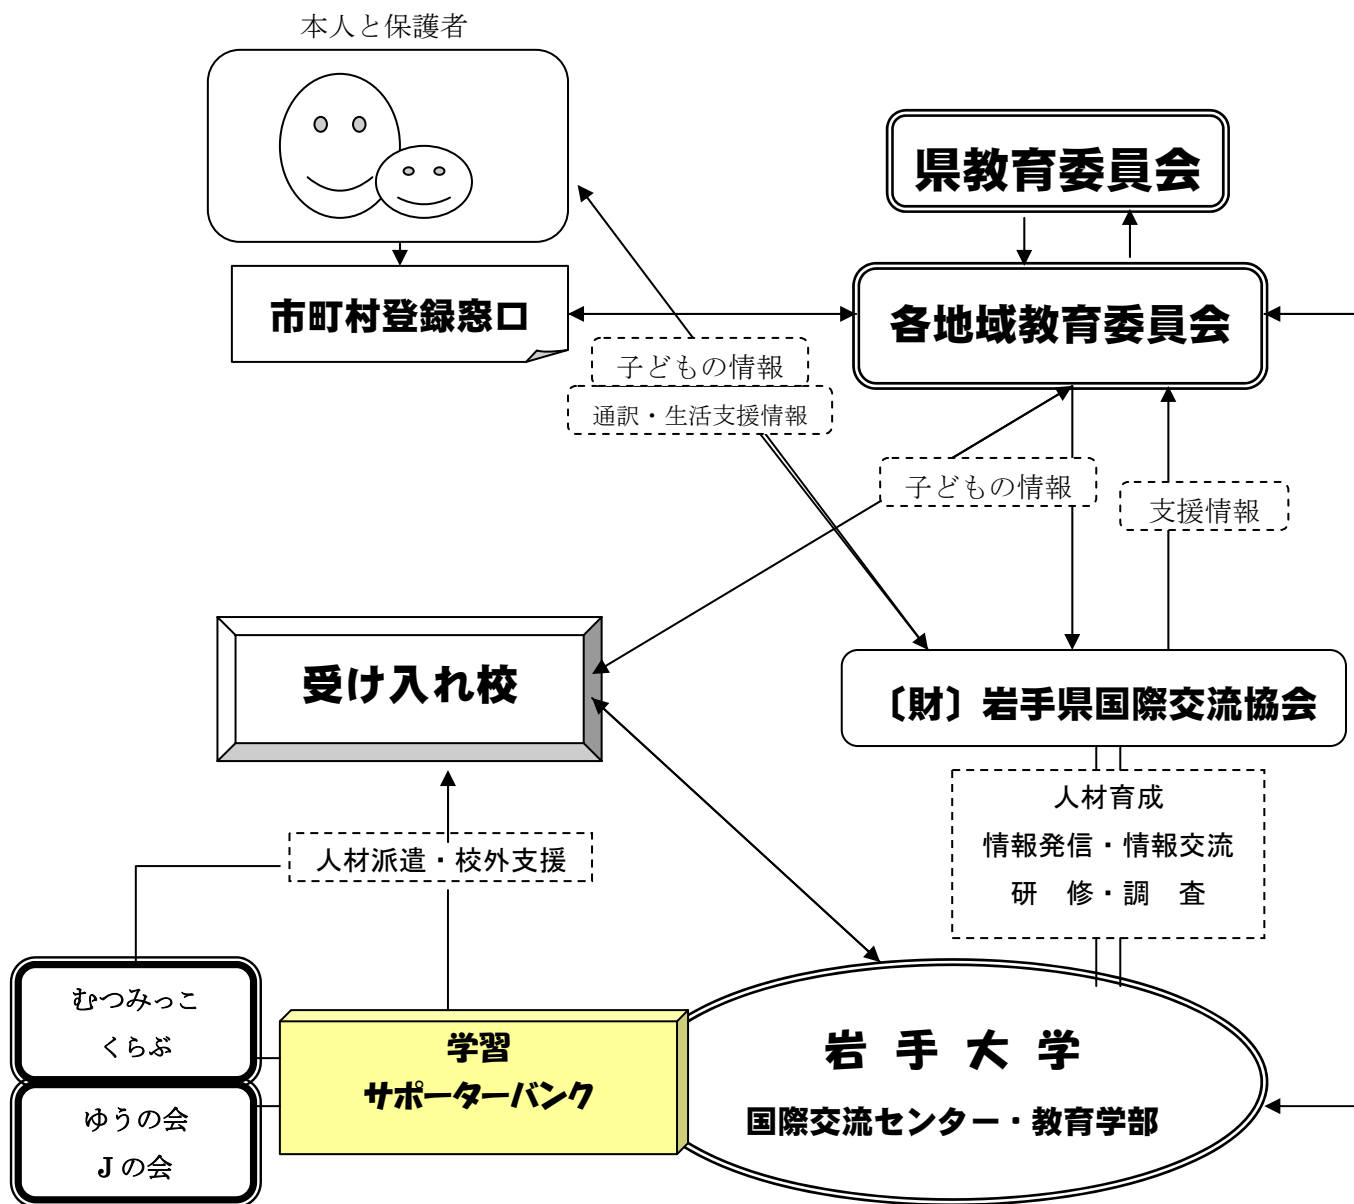 本人と保護者
県教育委員会
市町村登録窓口
各地域教育委員会
子どもの情報
通訳・生活支援情報
子どもの情報
支援情報
受け入れ校
〔財〕岩手県国際交流協会
人材育成
情報発信・情報交流
研　修・調　査
人材派遣・校外支援
むつみっこ
くらぶ
ゆうの会
Jの会
学習
サポーターバンク
岩 手 大 学
国際交流センター・教育学部